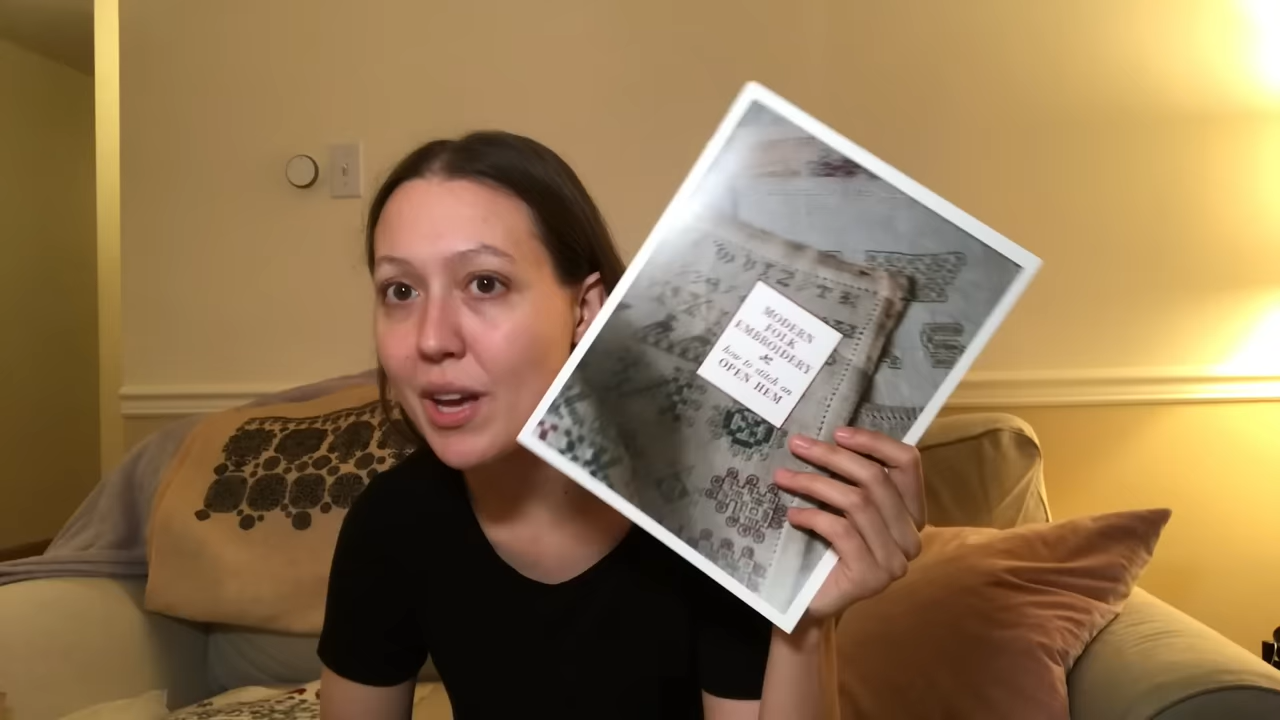 MODERN
FOLK
EMBROIDERY
how to stitch an
OPEN HEM